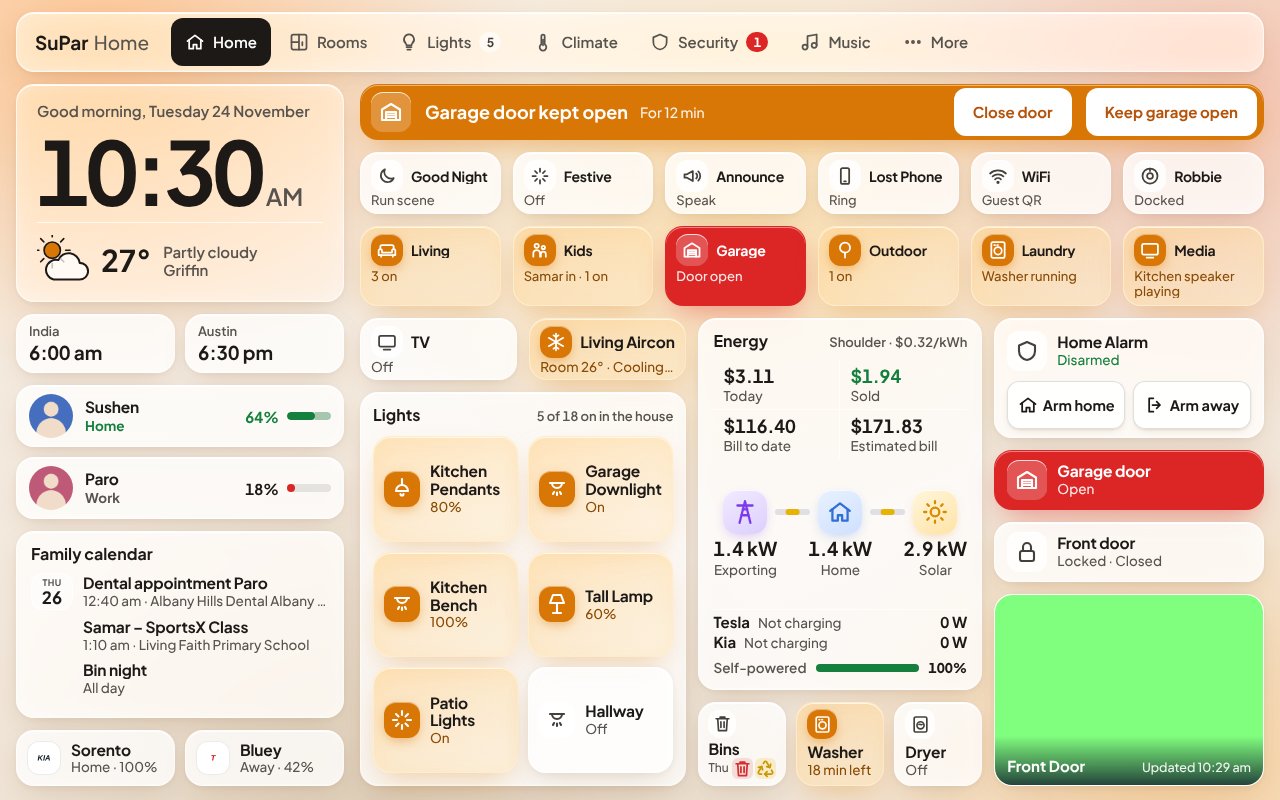 SuPar Home
Home
Rooms
Lights 5
Climate
Security 1
Music
More
Good morning, Tuesday 24 November
10:30 AM
27° Partly cloudy
Griffin
India
6:00 am
Austin
6:30 pm
Sushen
Home
64%
Paro
Work
18%
Family calendar
THU
26
Dental appointment Paro
12:40 am · Albany Hills Dental Albany ...
Samar – SportsX Class
1:10 am · Living Faith Primary School
Bin night
All day
KIA
Sorento
Home · 100%
T
Bluey
Away · 42%
Garage door kept open For 12 min
Close door
Keep garage open
Good Night
Run scene
Festive
Off
Announce
Speak
Lost Phone
Ring
WiFi
Guest QR
Robbie
Docked
Living
3 on
Kids
Samar in · 1 on
Garage
Door open
Outdoor
1 on
Laundry
Washer running
Media
Kitchen speaker
playing
TV
Off
Living Aircon
Room 26° · Cooling...
Lights
5 of 18 on in the house
Kitchen
Pendants
80%
Garage
Downlight
On
Kitchen
Bench
100%
Tall Lamp
60%
Patio
Lights
On
Hallway
Off
Energy
Shoulder · $0.32/kWh
$3.11
Today
$1.94
Sold
$116.40
Bill to date
$171.83
Estimated bill
1.4 kW
Exporting
1.4 kW
Home
2.9 kW
Solar
Tesla Not charging 0 W
Kia Not charging 0 W
Self-powered 100%
Bins
Thu
Washer
18 min left
Dryer
Off
Home Alarm
Disarmed
Arm home
Arm away
Garage door
Open
Front door
Locked · Closed
Front Door
Updated 10:29 am